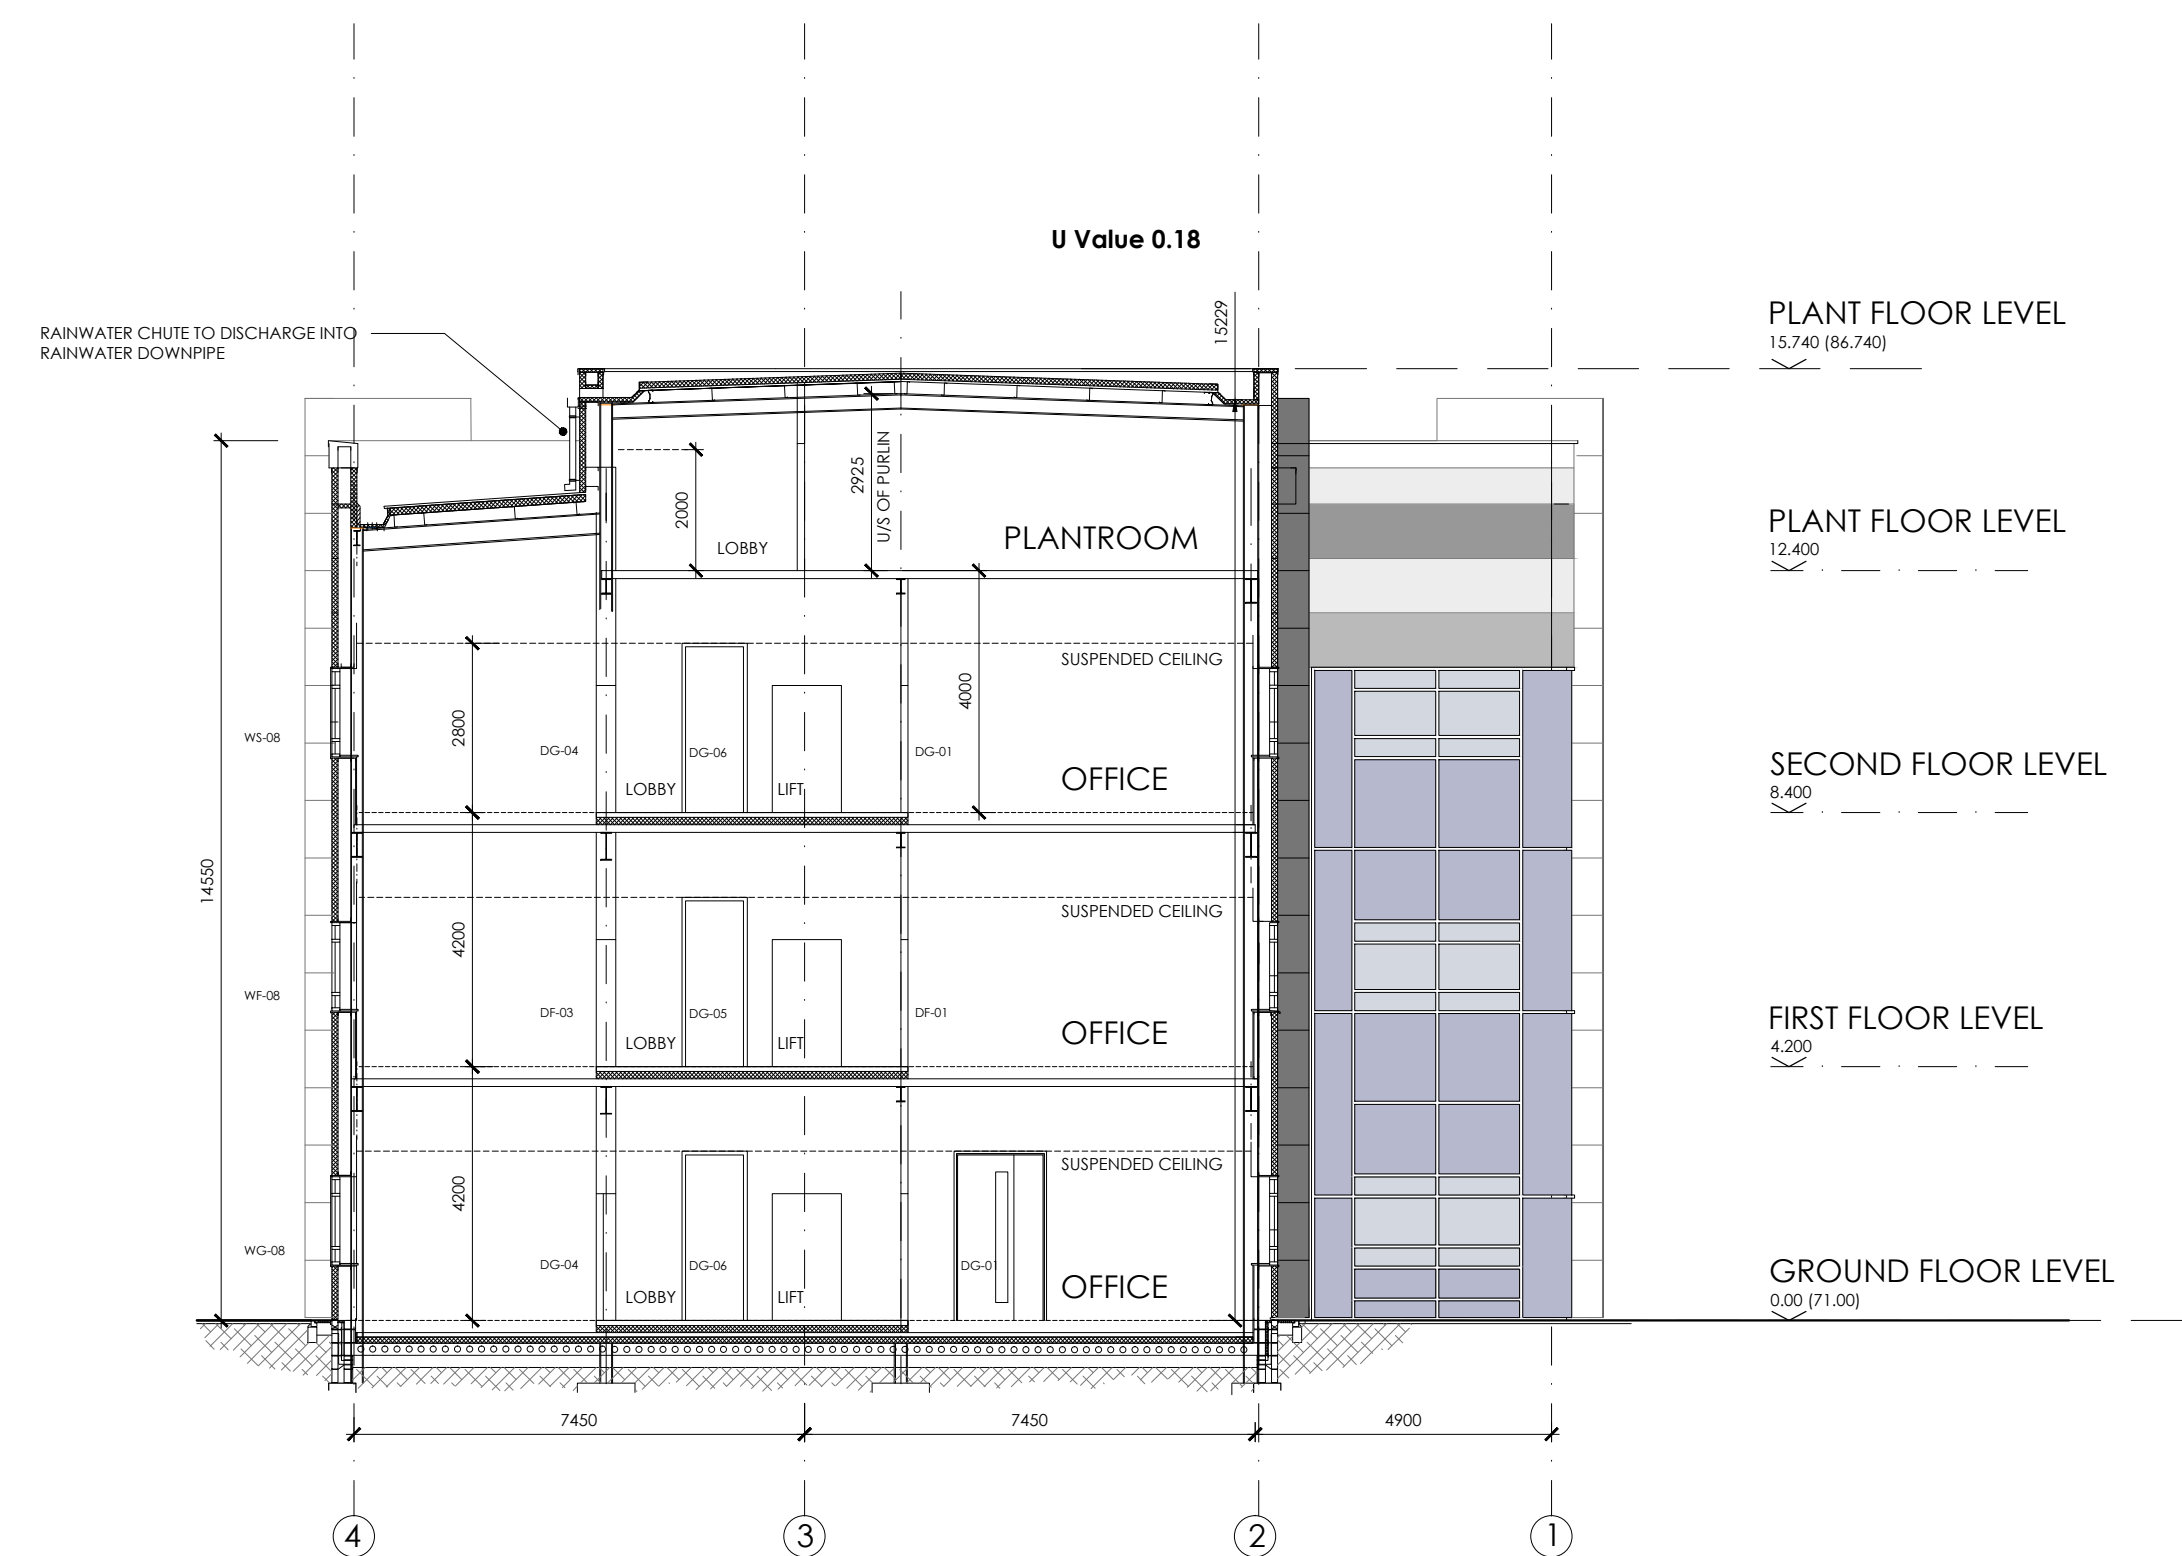 U Value 0.18
15229
PLANT FLOOR LEVEL
15.740 (86.740)
RAINWATER CHUTE TO DISCHARGE INTO
RAINWATER DOWNPIPE
2000
2925
U/S OF PURLIN
LOBBY
PLANTROOM
PLANT FLOOR LEVEL
12.400
SUSPENDED CEILING
2800
4000
WS-08
DG-04
DG-06
DG-01
LOBBY
LIFT
OFFICE
SECOND FLOOR LEVEL
8.400
14550
SUSPENDED CEILING
4200
WF-08
DF-03
DG-05
DF-01
LOBBY
LIFT
OFFICE
FIRST FLOOR LEVEL
4.200
SUSPENDED CEILING
4200
WG-08
DG-04
DG-06
DG-01
LOBBY
LIFT
OFFICE
GROUND FLOOR LEVEL
0.00 (71.00)
7450
7450
4900
4
3
2
1